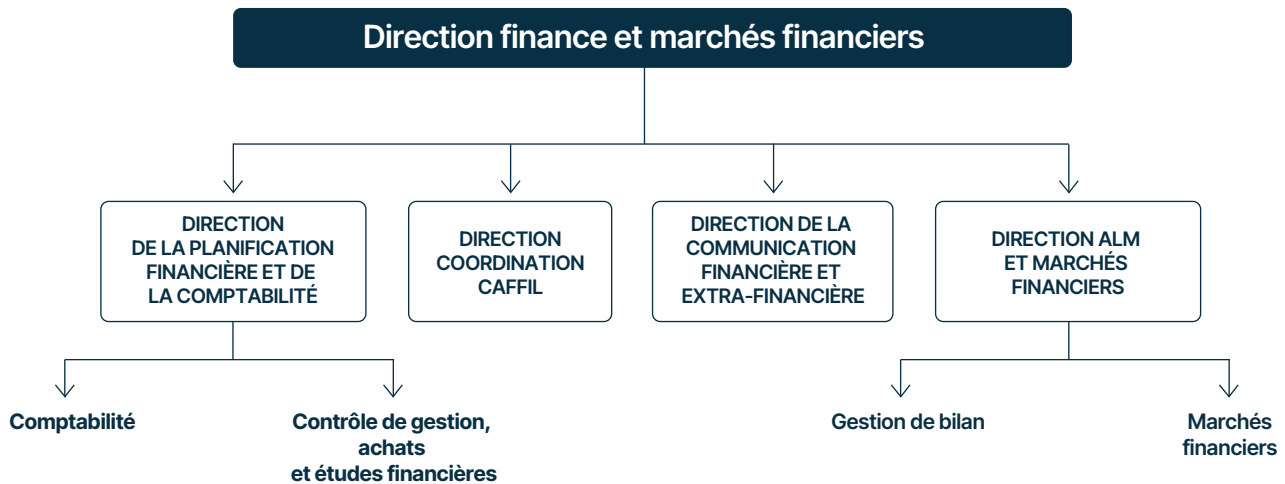 Direction finance et marchés financiers
DIRECTION
DE LA PLANIFICATION
FINANCIÈRE ET DE
LA COMPTABILITÉ
DIRECTION
COORDINATION
CAFFIL
DIRECTION DE LA
COMMUNICATION
FINANCIÈRE ET
EXTRA-FINANCIÈRE
DIRECTION ALM
ET MARCHÉS
FINANCIERS
Comptabilité
Contrôle de gestion,
achats
et études financières
Gestion de bilan
Marchés
financiers